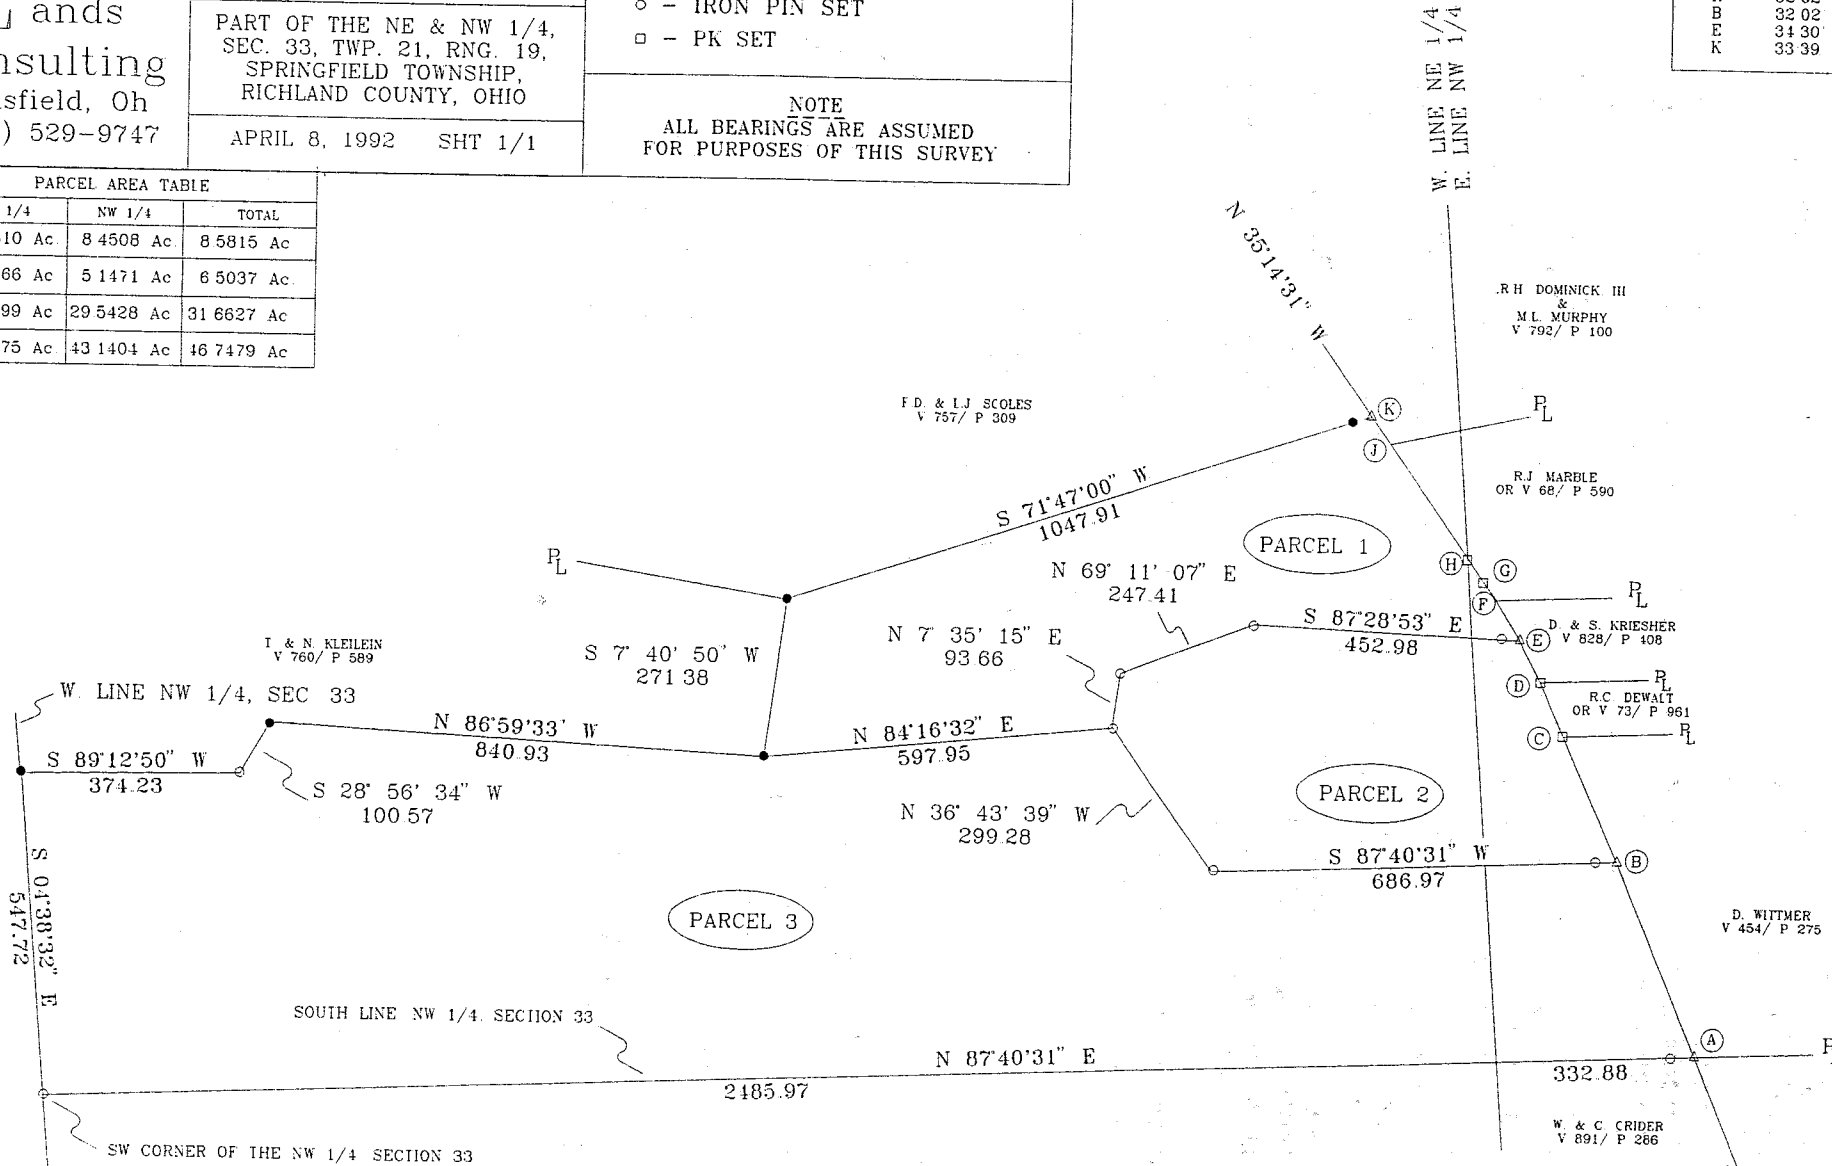 ands
nsulting
sfield, Oh
) 529-9747
PART OF THE NE & NW 1/4,
SEC. 33, TWP. 21, RNG. 19,
SPRINGFIELD TOWNSHIP,
RICHLAND COUNTY, OHIO
APRIL 8, 1992 SHT 1/1
○ - IRON PIN SET
□ - PK SET
NOTE
ALL BEARINGS ARE ASSUMED
FOR PURPOSES OF THIS SURVEY
B 32 02
E 34 30
K 33 39
PARCEL AREA TABLE
1/4 NW 1/4 TOTAL
10 Ac. 8 4508 Ac. 8 5815 Ac
66 Ac 5 1471 Ac 6 5037 Ac.
99 Ac 29.5428 Ac 31 6627 Ac
75 Ac. 43 1404 Ac 46 7479 Ac
W. LINE NE 1/4
E. LINE NW 1/4
N 35°14'31" W
R H DOMINICK III
&
M.L. MURPHY
V 792/ P 100
F D. & L.J SCOLES
V 757/ P 309
K
PL
J
R.J MARBLE
OR V 68/ P 590
S 71°47'00" W
1047.91
PARCEL 1
PL
H
G
F
PL
N 69° 11' 07" E
247.41
S 87°28'53" E
452.98
E
D. & S. KRIESHER
V 828/ P 408
N 7° 35' 15" E
93.66
I. & N. KLEILEIN
V 760/ P 589
S 7° 40' 50" W
271 38
D
PL
R.C. DEWALT
OR V 73/ P 961
C
PL
W. LINE NW 1/4, SEC 33
N 86°59'33' W
840.93
N 84°16'32" E
597.95
S 89°12'50" W
374.23
S 28° 56' 34" W
100.57
N 36° 43' 39" W
299.28
PARCEL 2
S 87°40'31" W
686.97
B
S 04°38'32" E
547.72
PARCEL 3
D. WITTMER
V 454/ P 275
SOUTH LINE NW 1/4. SECTION 33
N 87°40'31" E
2485.97
332.88
A
P
W. & C. CRIDER
V 891/ P 286
SW CORNER OF THE NW 1/4 SECTION 33